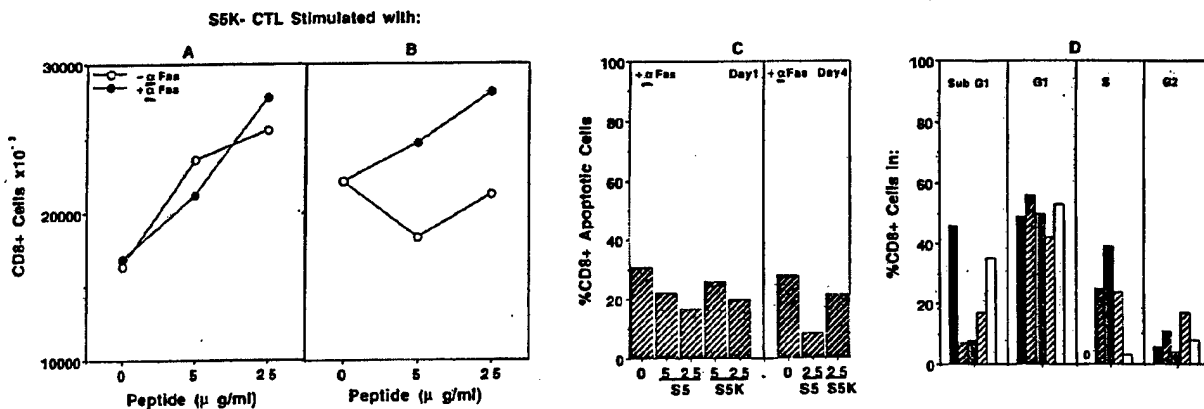 S5K- CTL Stimulated with:
A
B
C
D
30000
20000
10000
CD8+ Cells x10⁻³
-α Fas
+α Fas
0 5 25
Peptide (µ g/ml)
0 5 25
Peptide (µ g/ml)
%CD8+ Apoptotic Cells
100
80
60
40
20
0
+α Fas Day1
+α Fas Day4
0 5 25 5 25
S5 S5K
0 25 25
S5 S5K
%CD8+ Cells in:
100
80
60
40
20
0
Sub G1
G1
S
G2
0